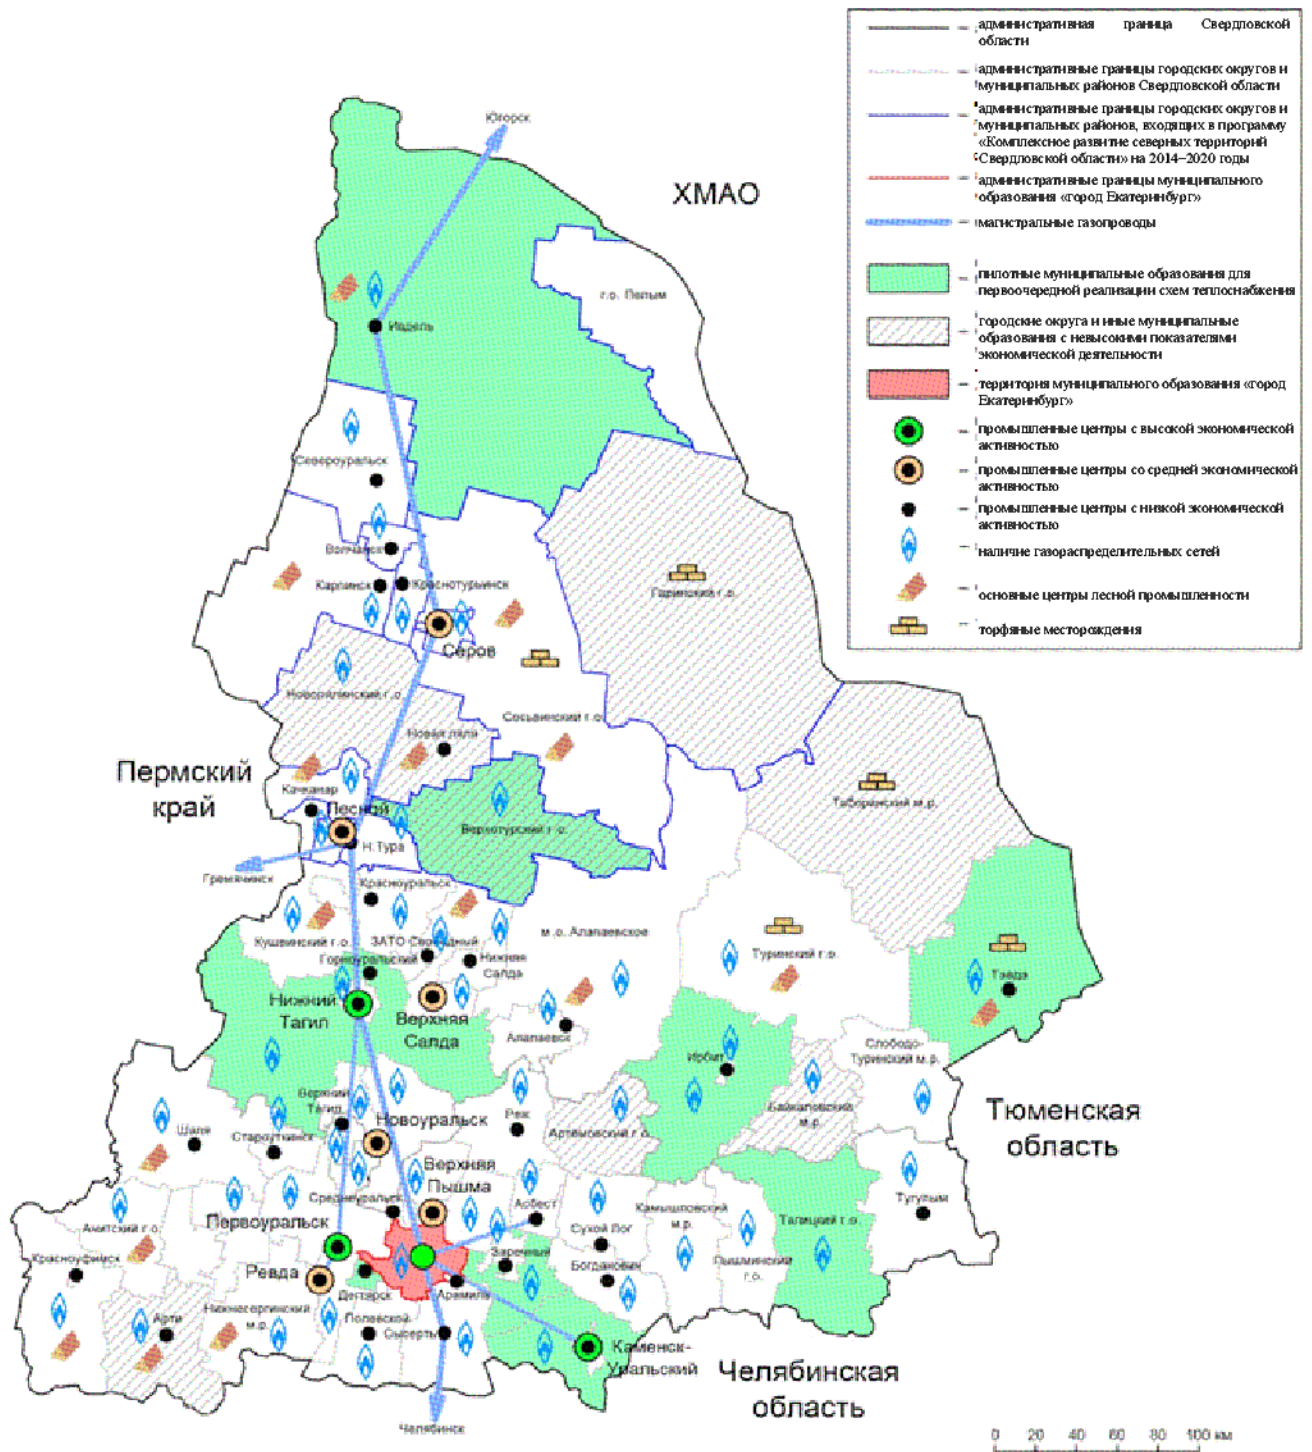 административная граница Свердловской
области
административные границы городских округов и
муниципальных районов Свердловской области
административные границы городских округов и
муниципальных районов, входящих в программу
«Комплексное развитие северных территорий
Свердловской области» на 2014–2020 годы
административные границы муниципального
образования «город Екатеринбург»
магистральные газопроводы
пилотные муниципальные образования для
первоочередной реализации схем теплоснабжения
городские округа и иные муниципальные
образования с невысокими показателями
экономической деятельности
территория муниципального образования «город
Екатеринбург»
промышленные центры с высокой экономической
активностью
промышленные центры со средней экономической
активностью
промышленные центры с низкой экономической
активностью
наличие газораспределительных сетей
основные центры лесной промышленности
торфяные месторождения
Югорск
ХМАО
г.о. Пелым
Ивдель
Североуральск
Волчанск
Карпинск
Краснотурьинск
Гаринский г.о.
Серов
Новолялинский г.о.
Сосьвинский г.о.
Новая Ляля
Пермский
край
Качканар
Лесной
Таборинский м.р.
Верхотурский г.о.
Н.Тура
Гремячинск
Красноуральск
Кушвинский г.о.
ЗАТО Свободный
м.о. Алапаевское
Горноуральский
Нижняя
Салда
Туринский г.о.
Тавда
Нижний
Тагил
Верхняя
Салда
Алапаевск
Слободо-
Туринский м.р.
Ирбит
Верхний
Тагил
Новоуральск
Реж
Байкаловский
м.р.
Тюменская
область
Шаля
Староуткинск
Артёмовский г.о.
Верхняя
Пышма
Среднеуральск
Асбест
Тугулым
Ачитский г.о.
Первоуральск
Сухой Лог
Камышловский
м.р.
Талицкий г.о.
Красноуфимск
Ревда
Заречный
Богданович
Пышминский
г.о.
Дегтярск
Арамиль
Арти
Нижнесергинский
м.р.
Полевской
Сысерть
Каменск-
Уральский
Челябинская
область
Челябинск
0 20 40 60 80 100 км